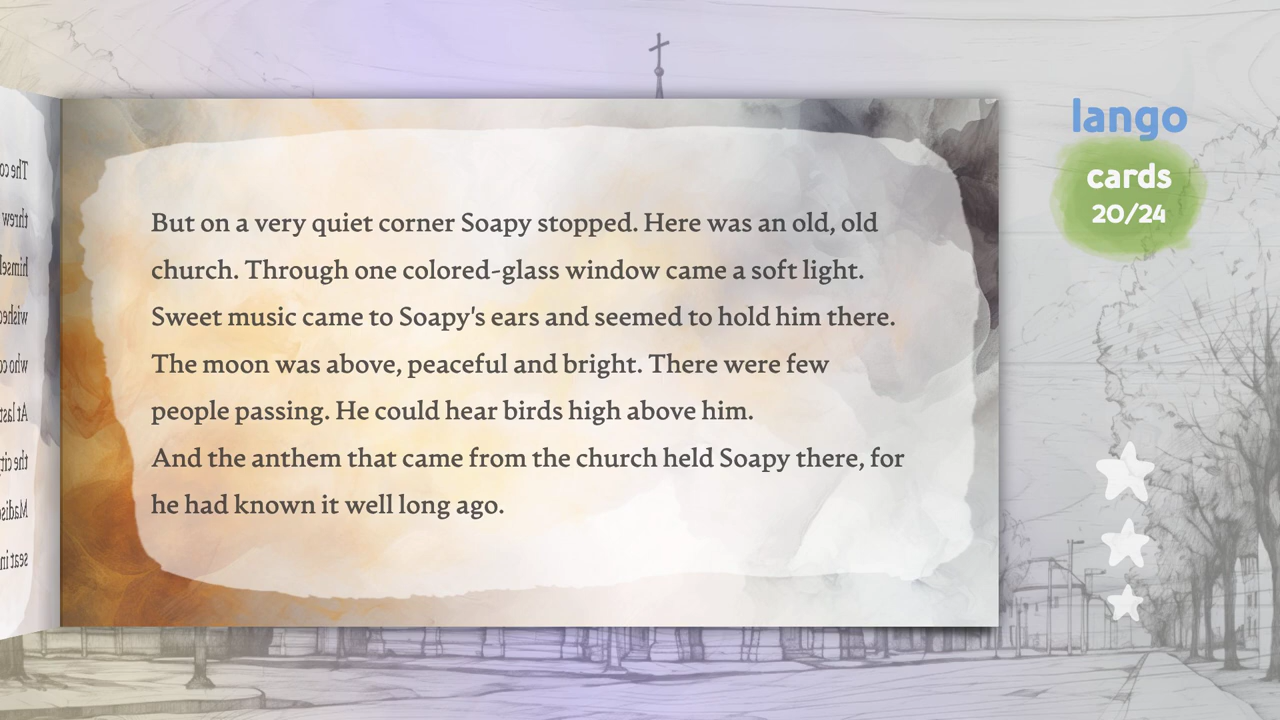 But on a very quiet corner Soapy stopped. Here was an old, old
church. Through one colored-glass window came a soft light.
Sweet music came to Soapy's ears and seemed to hold him there.
The moon was above, peaceful and bright. There were few
people passing. He could hear birds high above him.
And the anthem that came from the church held Soapy there, for
he had known it well long ago.
lango
cards
20/24